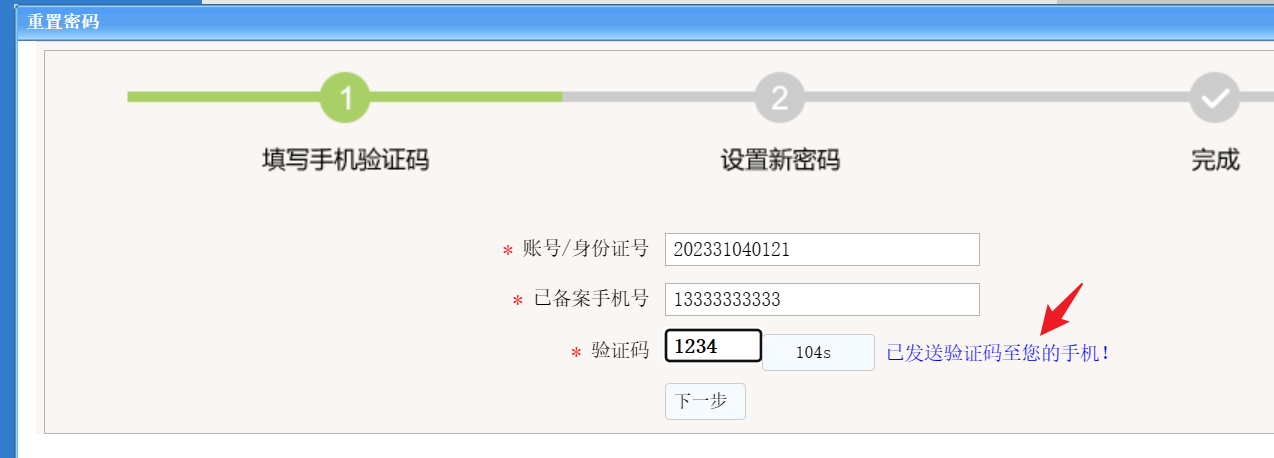 重置密码
1
2
填写手机验证码
设置新密码
完成
* 账号/身份证号 202331040121
* 已备案手机号 13333333333
* 验证码 1234 104s 已发送验证码至您的手机!
下一步